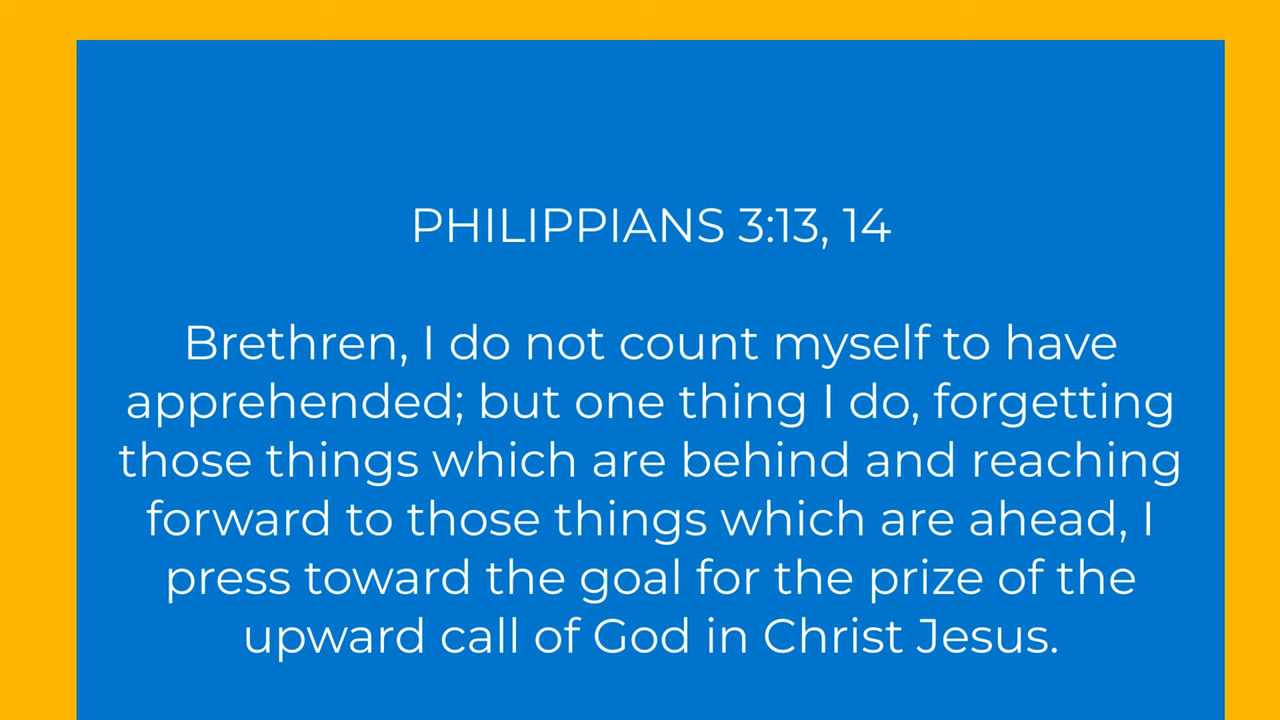 PHILIPPIANS 3:13, 14
Brethren, I do not count myself to have
apprehended; but one thing I do, forgetting
those things which are behind and reaching
forward to those things which are ahead, I
press toward the goal for the prize of the
upward call of God in Christ Jesus.